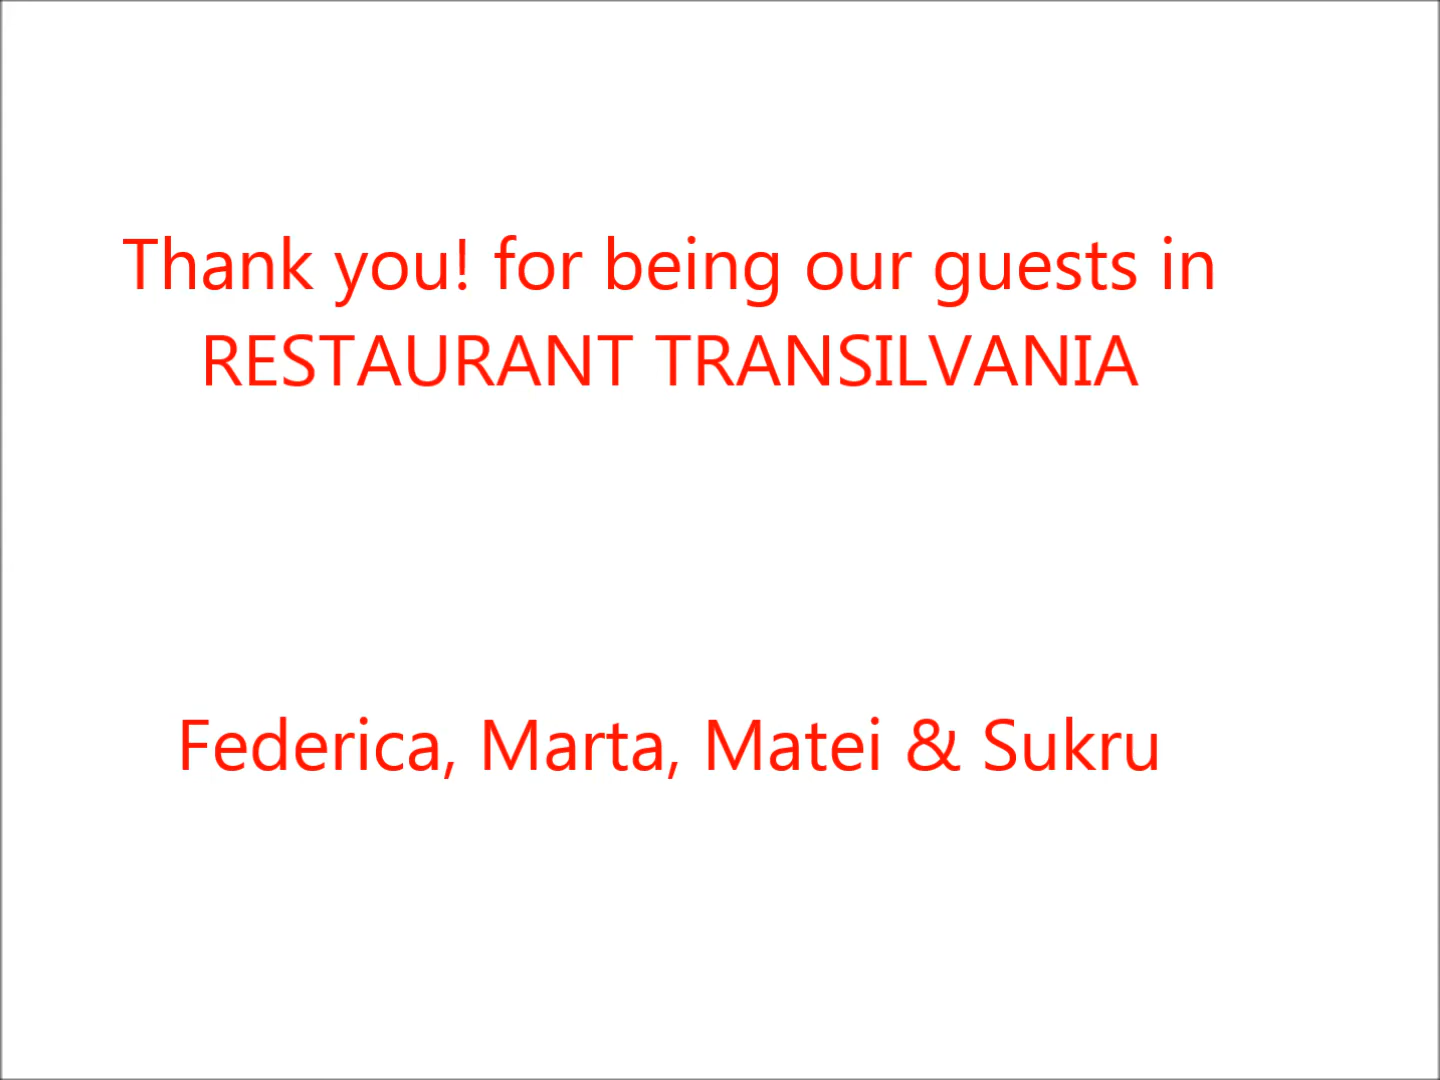 Thank you! for being our guests in
RESTAURANT TRANSILVANIA
Federica, Marta, Matei & Sukru